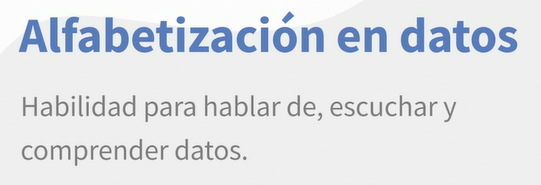 Alfabetización en datos
Habilidad para hablar de, escuchar y
comprender datos.